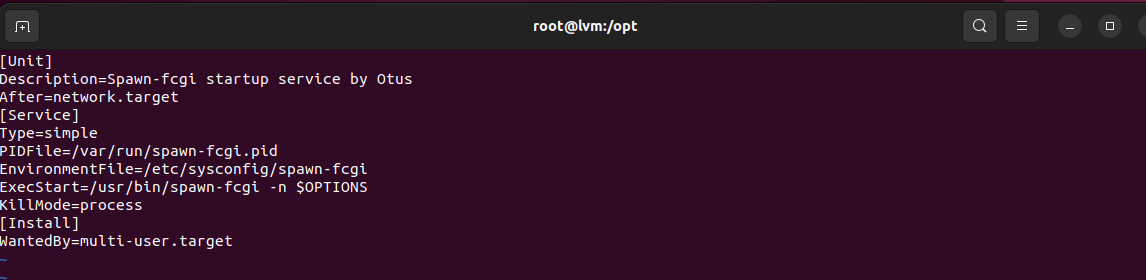 root@lvm:/opt
[Unit]
Description=Spawn-fcgi startup service by Otus
After=network.target
[Service]
Type=simple
PIDFile=/var/run/spawn-fcgi.pid
EnvironmentFile=/etc/sysconfig/spawn-fcgi
ExecStart=/usr/bin/spawn-fcgi -n $OPTIONS
KillMode=process
[Install]
WantedBy=multi-user.target
~
~